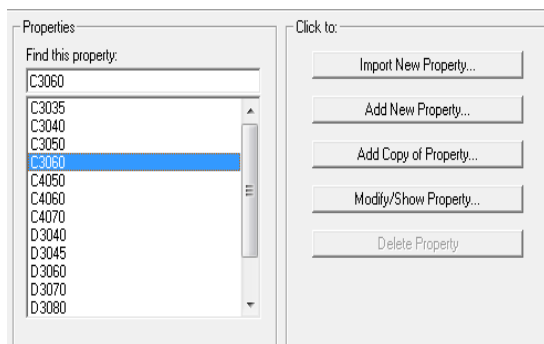 Properties
Find this property:
C3060
C3035
C3040
C3050
C3060
C4050
C4060
C4070
D3040
D3045
D3060
D3070
D3080
Click to:
Import New Property...
Add New Property...
Add Copy of Property...
Modify/Show Property...
Delete Property